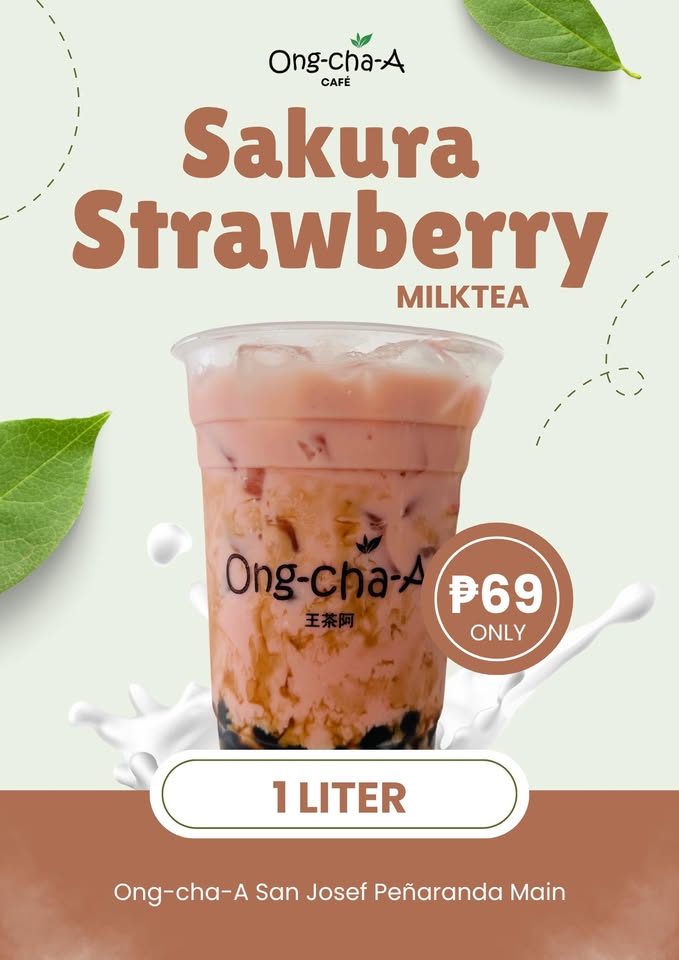 Ong-cha-A
CAFÉ
Sakura
Strawberry
MILKTEA
Ong-cha-A
王茶阿
₱69
ONLY
1 LITER
Ong-cha-A San Josef Peñaranda Main